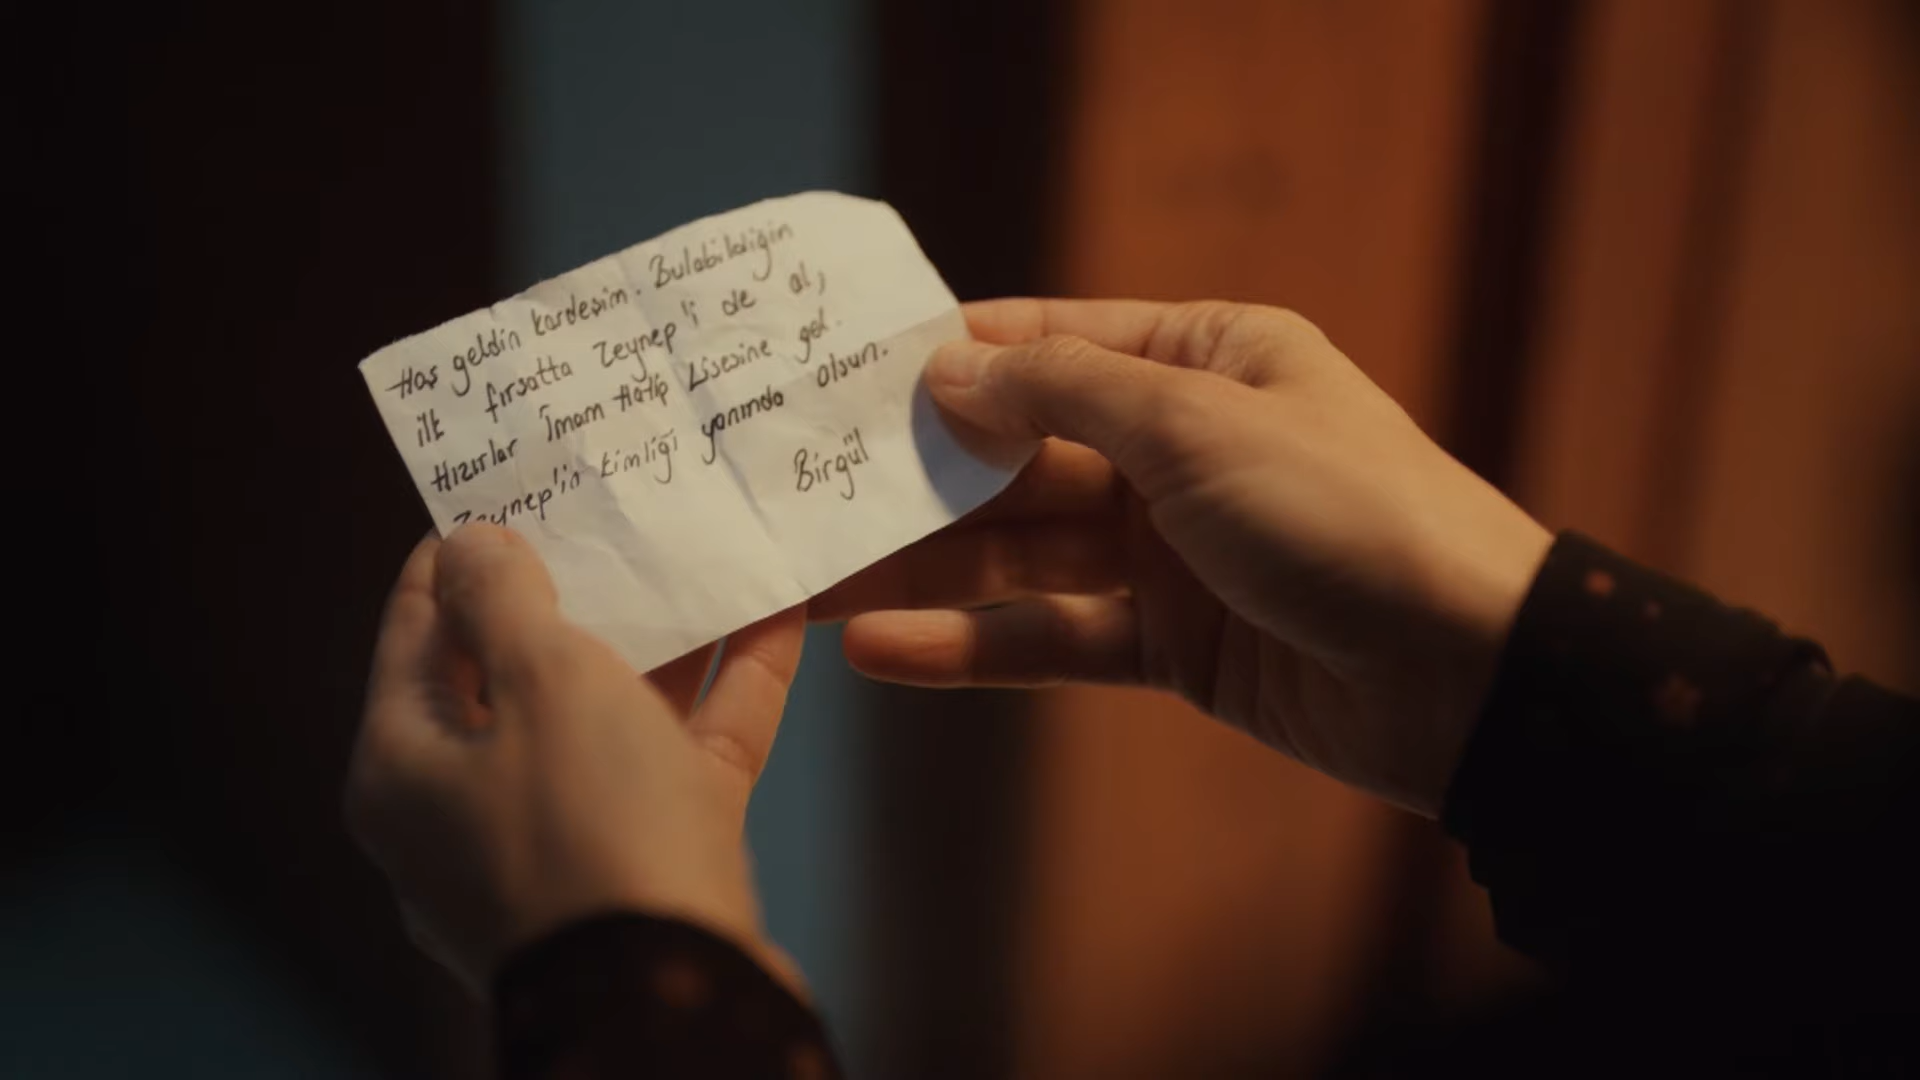 Hoş geldin kardeşim. Bulabildiğin
ilk fırsatta Zeynep'i de al,
Hızırlar İmam Hatip Lisesine gel.
Zeynep'in kimliği yanında olsun.
Birgül